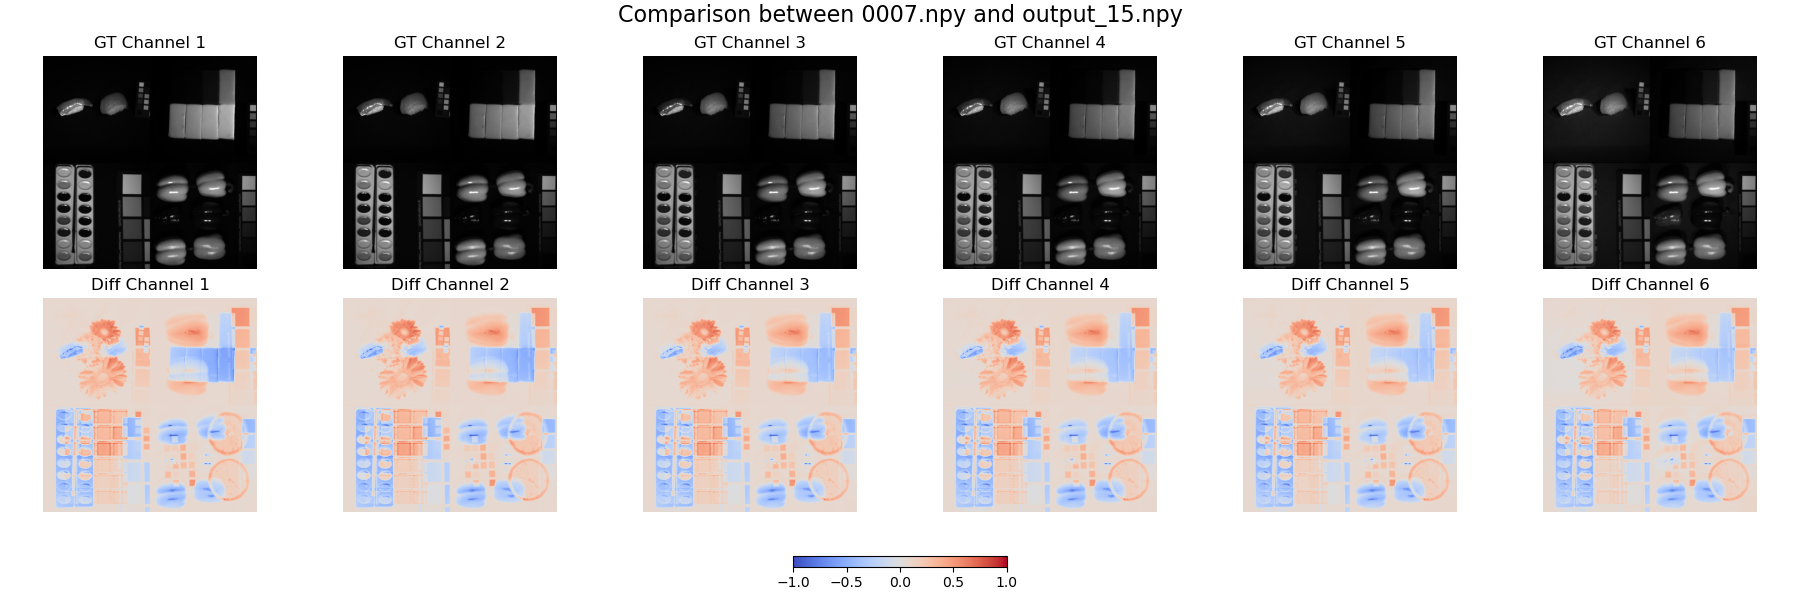 Comparison between 0007.npy and output_15.npy
GT Channel 1
GT Channel 2
GT Channel 3
GT Channel 4
GT Channel 5
GT Channel 6
Diff Channel 1
Diff Channel 2
Diff Channel 3
Diff Channel 4
Diff Channel 5
Diff Channel 6
−1.0
−0.5
0.0
0.5
1.0